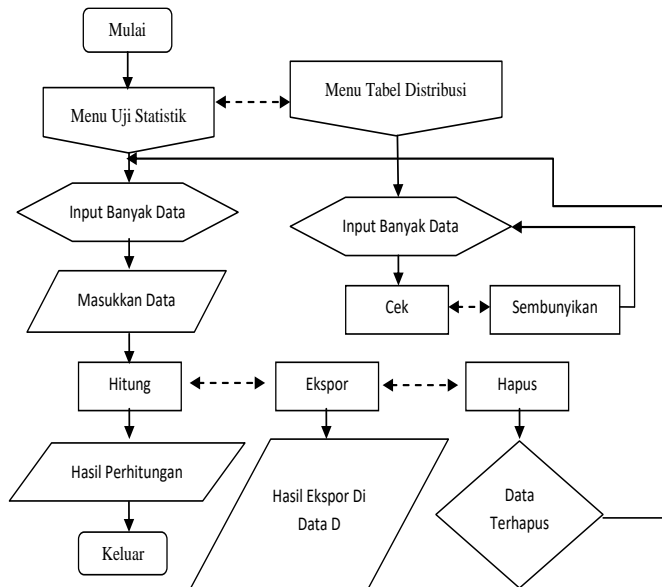 Mulai
Menu Uji Statistik
Menu Tabel Distribusi
Input Banyak Data
Input Banyak Data
Masukkan Data
Cek
Sembunyikan
Hitung
Ekspor
Hapus
Hasil Perhitungan
Hasil Ekspor Di
Data D
Data
Terhapus
Keluar